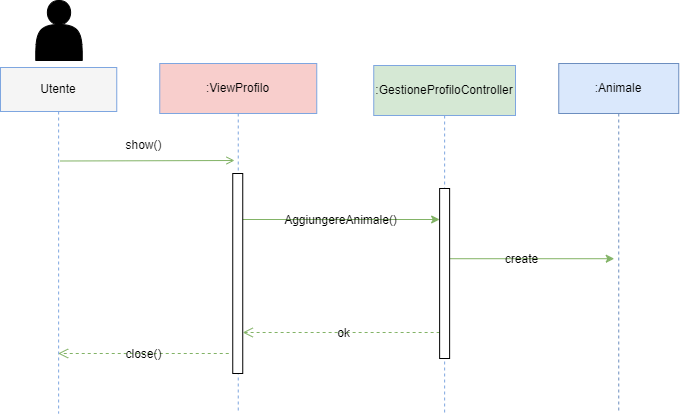 Utente
:ViewProfilo
:GestioneProfiloController
:Animale
show()
AggiungereAnimale()
create
ok
close()